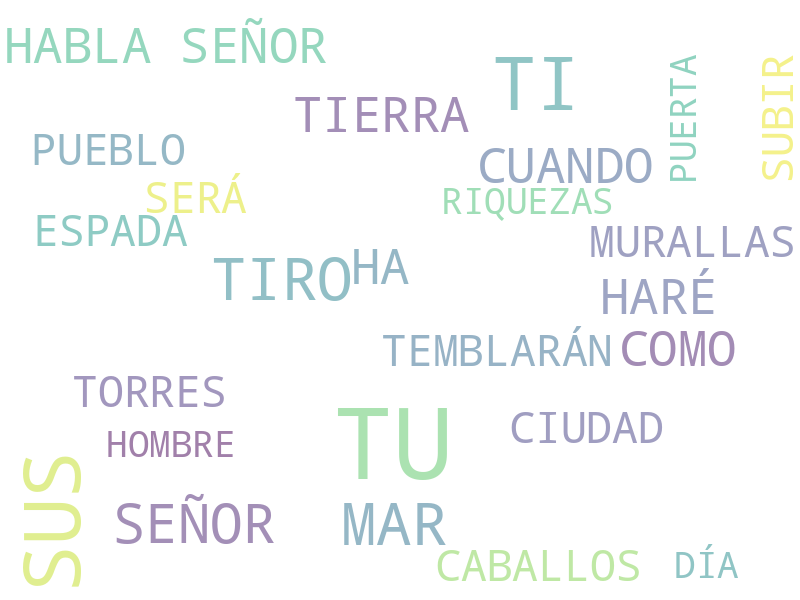 HABLA SEÑOR
TI
PUERTA
SUBIR
TIERRA
PUEBLO
CUANDO
SERÁ
RIQUEZAS
ESPADA
MURALLAS
TIRO
HA
HARÉ
TEMBLARÁN
COMO
TORRES
TU
CIUDAD
HOMBRE
SUS
SEÑOR
MAR
CABALLOS
DÍA